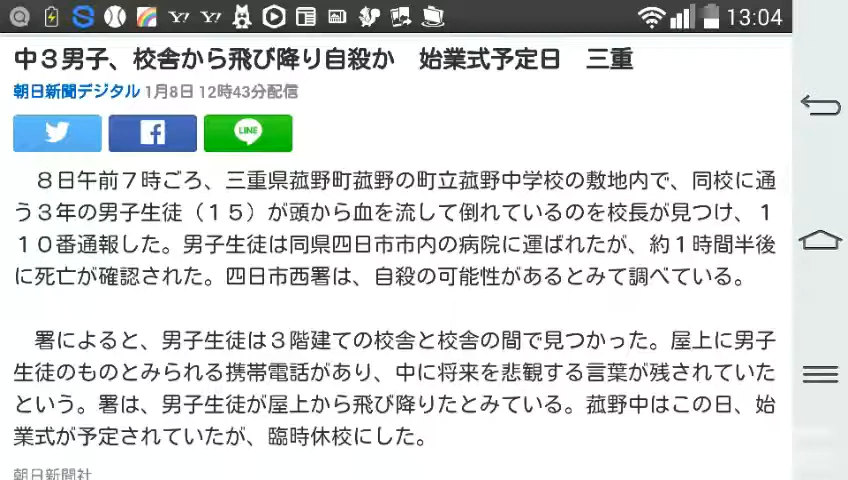 13:04
中３男子、校舎から飛び降り自殺か　始業式予定日　三重
朝日新聞デジタル 1月8日 12時43分配信
LINE
　８日午前７時ごろ、三重県菰野町菰野の町立菰野中学校の敷地内で、同校に通
う３年の男子生徒（１５）が頭から血を流して倒れているのを校長が見つけ、１
１０番通報した。男子生徒は同県四日市市内の病院に運ばれたが、約１時間半後
に死亡が確認された。四日市西署は、自殺の可能性があるとみて調べている。
　署によると、男子生徒は３階建ての校舎と校舎の間で見つかった。屋上に男子
生徒のものとみられる携帯電話があり、中に将来を悲観する言葉が残されていた
という。署は、男子生徒が屋上から飛び降りたとみている。菰野中はこの日、始
業式が予定されていたが、臨時休校にした。
朝日新聞社